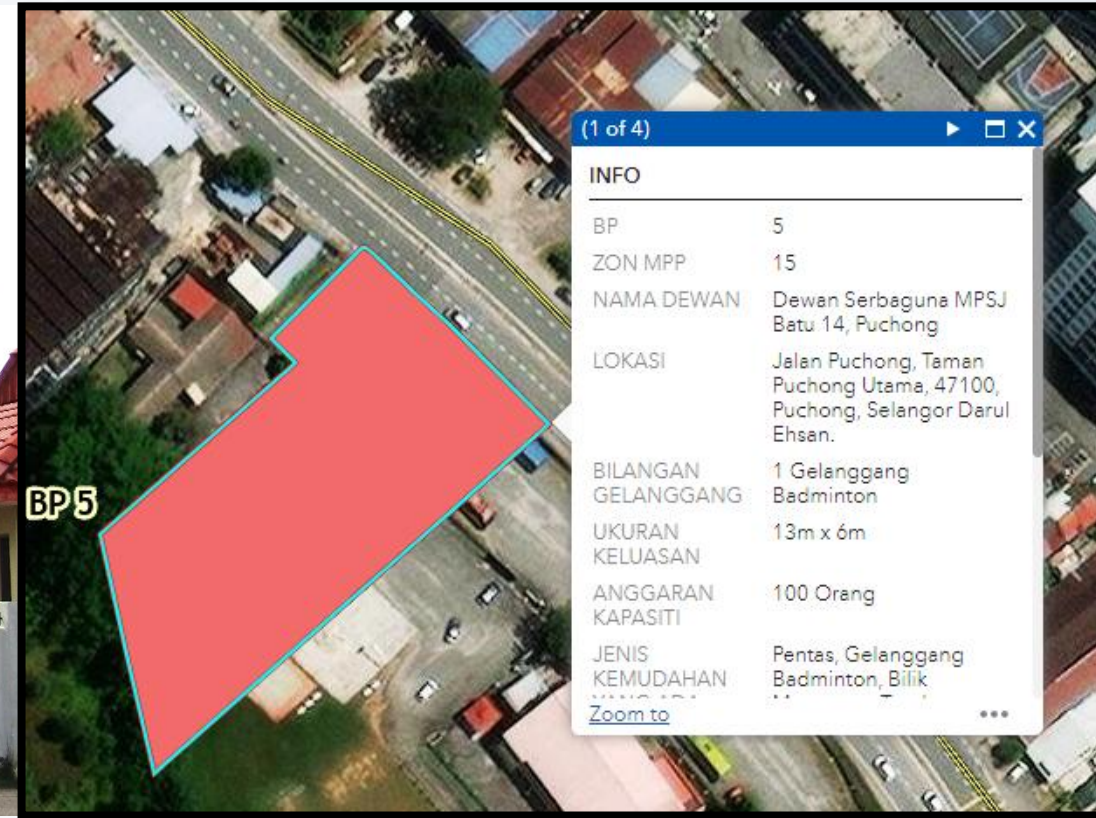 (1 of 4)
INFO
BP 5
ZON MPP 15
NAMA DEWAN Dewan Serbaguna MPSJ
Batu 14, Puchong
LOKASI Jalan Puchong, Taman
Puchong Utama, 47100,
Puchong, Selangor Darul
Ehsan.
BILANGAN 1 Gelanggang
GELANGGANG Badminton
UKURAN 13m x 6m
KELUASAN
ANGGARAN 100 Orang
KAPASITI
JENIS Pentas, Gelanggang
KEMUDAHAN Badminton, Bilik
Zoom to
BP 5